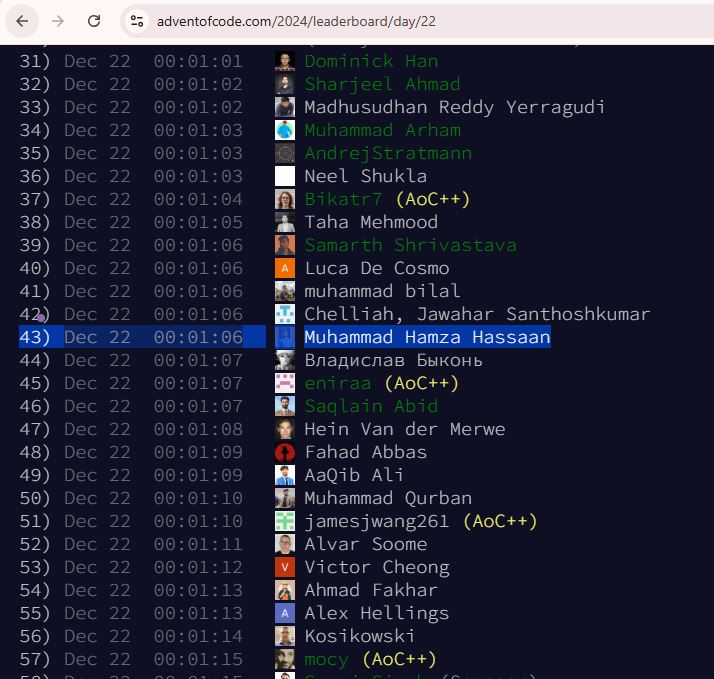 adventofcode.com/2024/leaderboard/day/22
31) Dec 22 00:01:01 Dominick Han
32) Dec 22 00:01:02 Sharjeel Ahmad
33) Dec 22 00:01:02 Madhusudhan Reddy Yerragudi
34) Dec 22 00:01:03 Muhammad Arham
35) Dec 22 00:01:03 AndrejStratmann
36) Dec 22 00:01:03 Neel Shukla
37) Dec 22 00:01:04 Bikatr7 (AoC++)
38) Dec 22 00:01:05 Taha Mehmood
39) Dec 22 00:01:06 Samarth Shrivastava
40) Dec 22 00:01:06 A Luca De Cosmo
41) Dec 22 00:01:06 muhammad bilal
42) Dec 22 00:01:06 Chelliah, Jawahar Santhoshkumar
43) Dec 22 00:01:06 Muhammad Hamza Hassaan
44) Dec 22 00:01:07 Владислав Быконь
45) Dec 22 00:01:07 eniraa (AoC++)
46) Dec 22 00:01:07 Saqlain Abid
47) Dec 22 00:01:08 Hein Van der Merwe
48) Dec 22 00:01:09 Fahad Abbas
49) Dec 22 00:01:09 AaQib Ali
50) Dec 22 00:01:10 Muhammad Qurban
51) Dec 22 00:01:10 jamesjwang261 (AoC++)
52) Dec 22 00:01:11 Alvar Soome
53) Dec 22 00:01:12 V Victor Cheong
54) Dec 22 00:01:13 Ahmad Fakhar
55) Dec 22 00:01:13 A Alex Hellings
56) Dec 22 00:01:14 Kosikowski
57) Dec 22 00:01:15 mocy (AoC++)